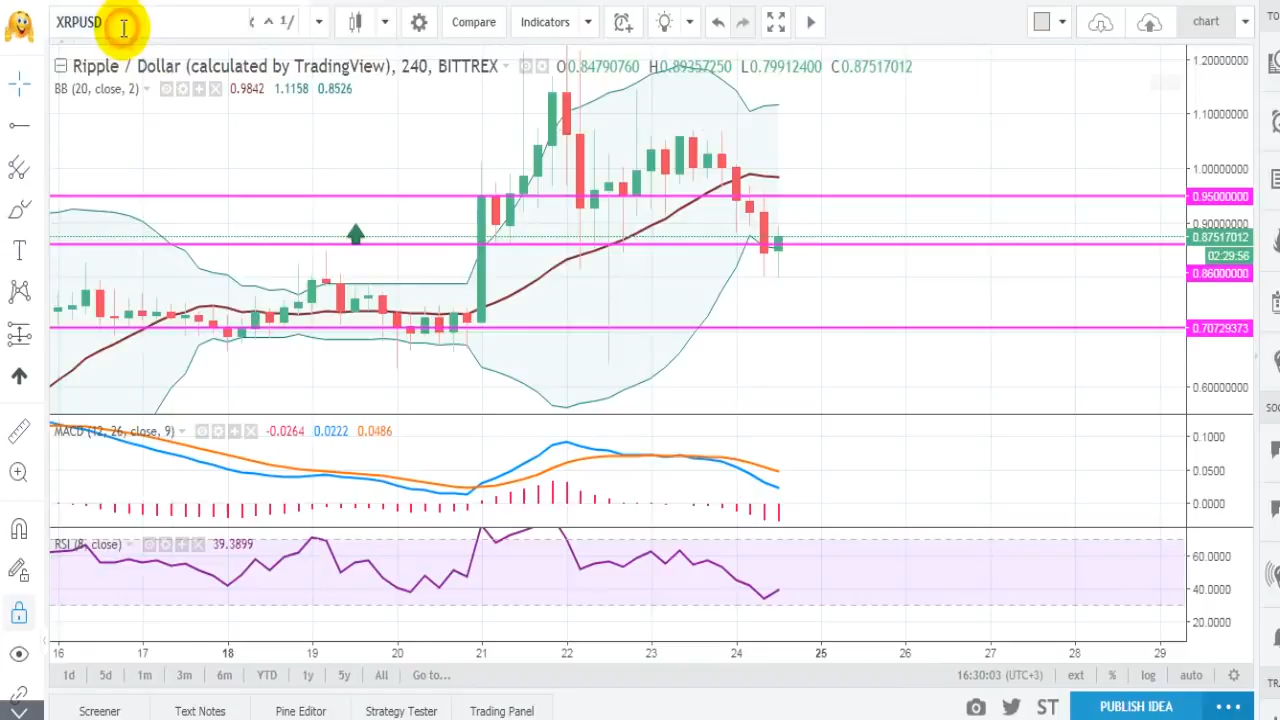 XRPUSD
Compare
Indicators
chart
Ripple / Dollar (calculated by TradingView), 240, BITTREX
O0.84790760 H0.89357250 L0.79912400 C0.87517012
BB (20, close, 2) 0.9842 1.1158 0.8526
1.20000000
1.10000000
1.00000000
0.95000000
0.90000000
0.87517012
02:29:56
0.86000000
0.70729373
0.60000000
MACD (12, 26, close, 9) -0.0264 0.0222 0.0486
0.1000
0.0500
0.0000
RSI (8, close) 39.3899
60.0000
40.0000
20.0000
16 17 18 19 20 21 22 23 24 25 26 27 28 29
1d 5d 1m 3m 6m YTD 1y 5y All Go to...
16:30:03 (UTC+3) ext % log auto
Screener Text Notes Pine Editor Strategy Tester Trading Panel
ST
PUBLISH IDEA